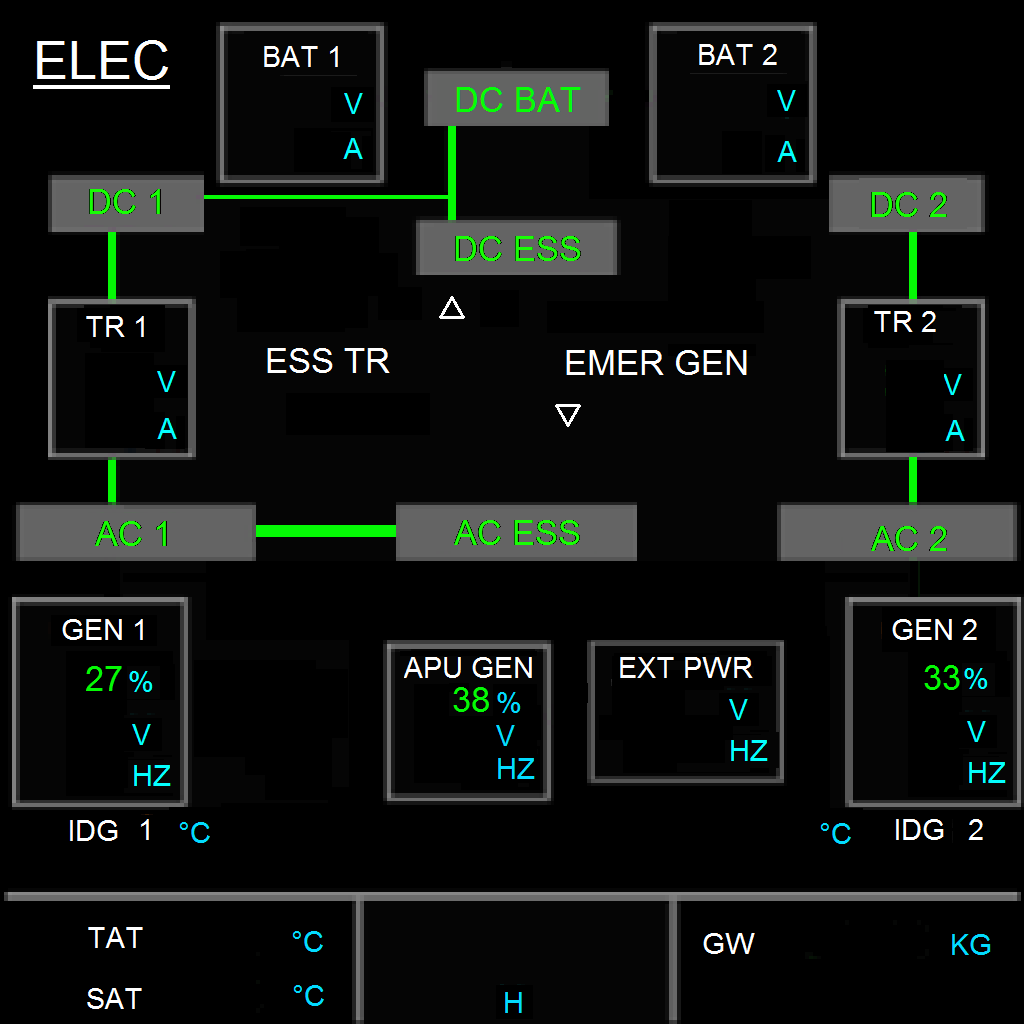 ELEC
BAT 1
V
A
DC BAT
BAT 2
V
A
DC 1
DC ESS
DC 2
TR 1
V
A
ESS TR
EMER GEN
TR 2
V
A
AC 1
AC ESS
AC 2
GEN 1
27 %
V
HZ
APU GEN
38 %
V
HZ
EXT PWR
V
HZ
GEN 2
33 %
V
HZ
IDG 1 °C
°C IDG 2
TAT °C
SAT °C
H
GW KG